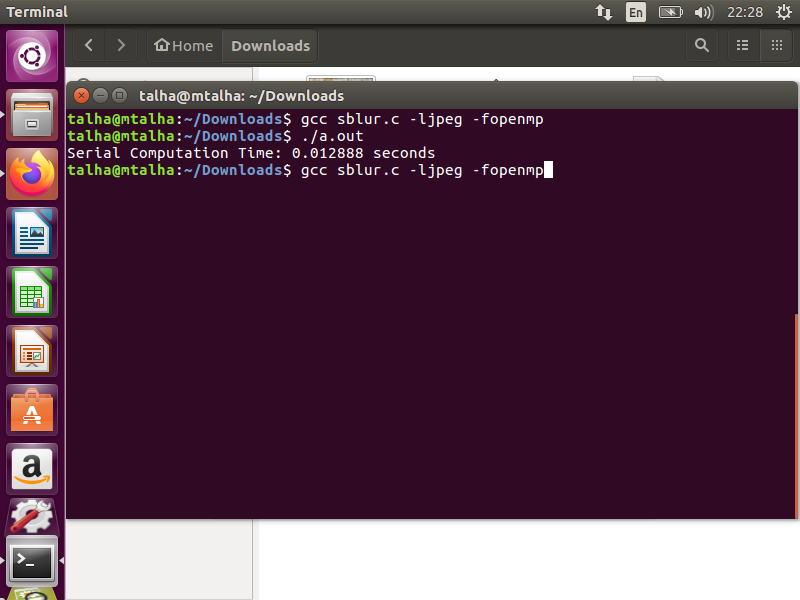 Terminal
En
22:28
Home
Downloads
talha@mtalha: ~/Downloads
talha@mtalha:~/Downloads$ gcc sblur.c -ljpeg -fopenmp
talha@mtalha:~/Downloads$ ./a.out
Serial Computation Time: 0.012888 seconds
talha@mtalha:~/Downloads$ gcc sblur.c -ljpeg -fopenmp